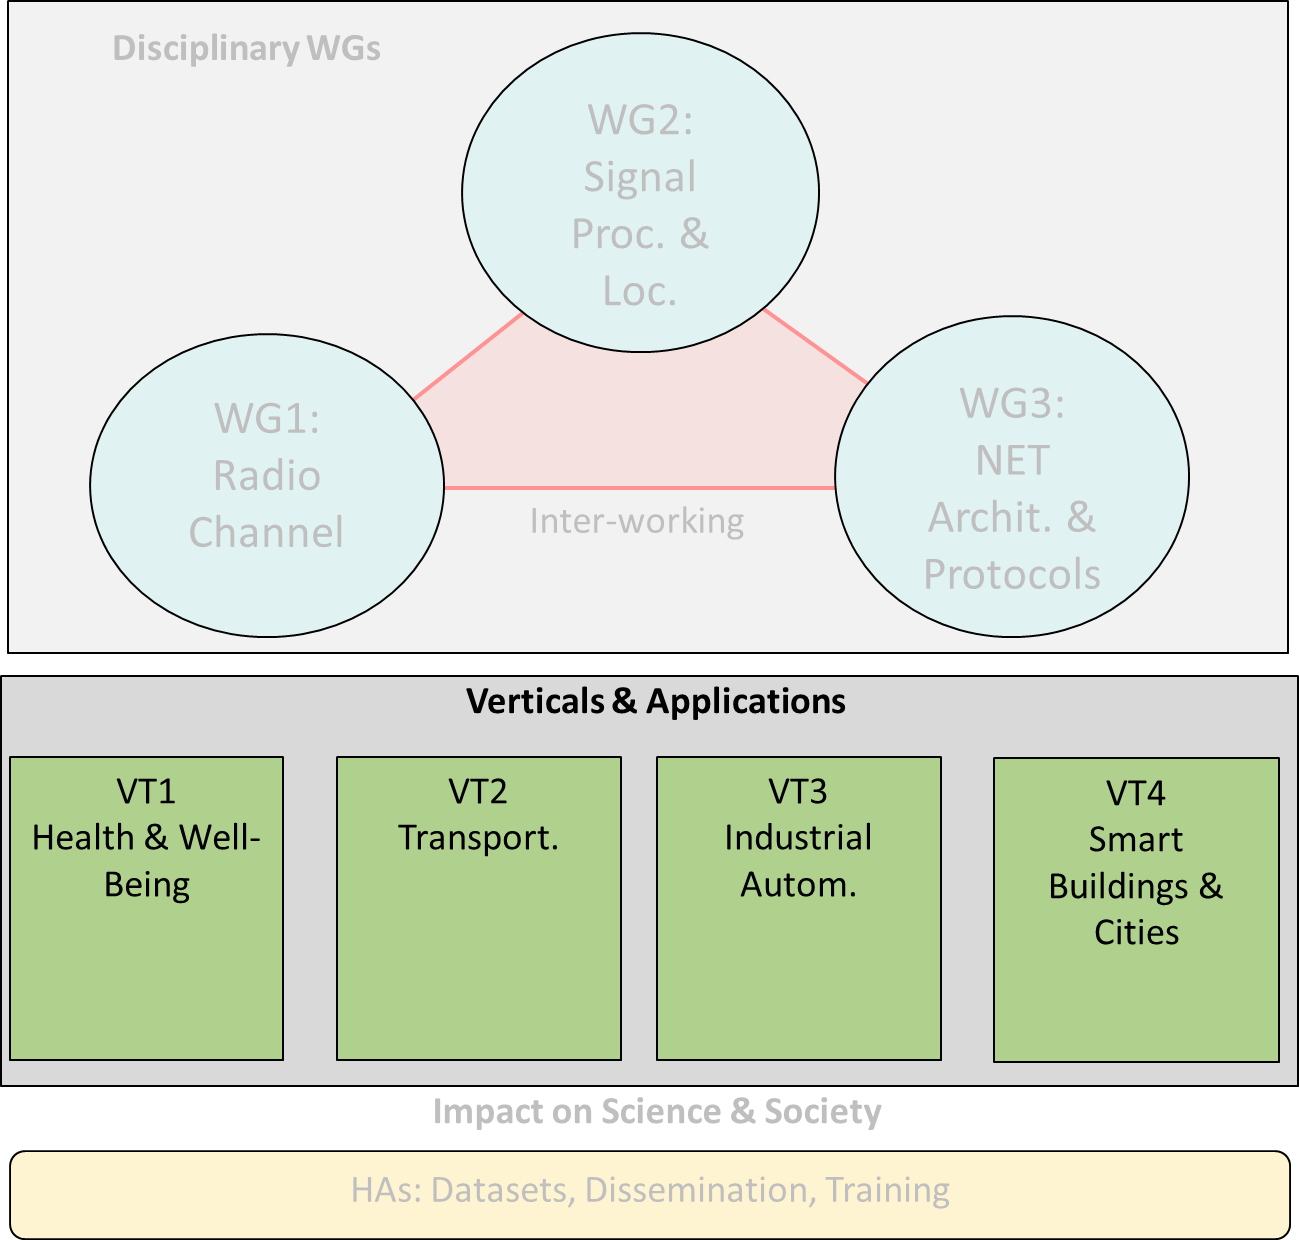 Disciplinary WGs
WG2:
Signal
Proc. &
Loc.
WG1:
Radio
Channel
WG3:
NET
Archit. &
Protocols
Inter-working
Verticals & Applications
VT1
Health & Well-
Being
VT2
Transport.
VT3
Industrial
Autom.
VT4
Smart
Buildings &
Cities
Impact on Science & Society
HAs: Datasets, Dissemination, Training